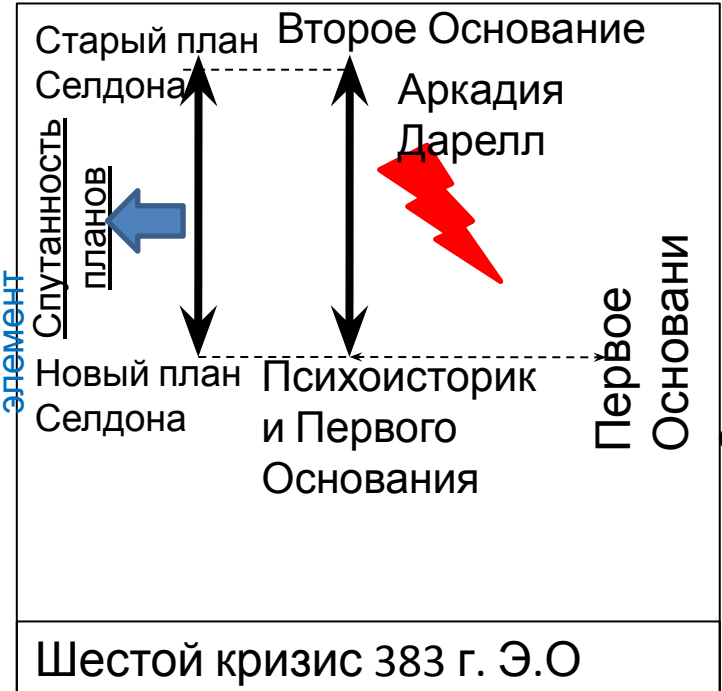 Старый план
Селдона
Второе Основание
Аркадия
Дарелл
Спутанность
планов
элемент
Новый план
Селдона
Психоисторик
и Первого
Основания
Первое
Основани
Шестой кризис 383 г. Э.О